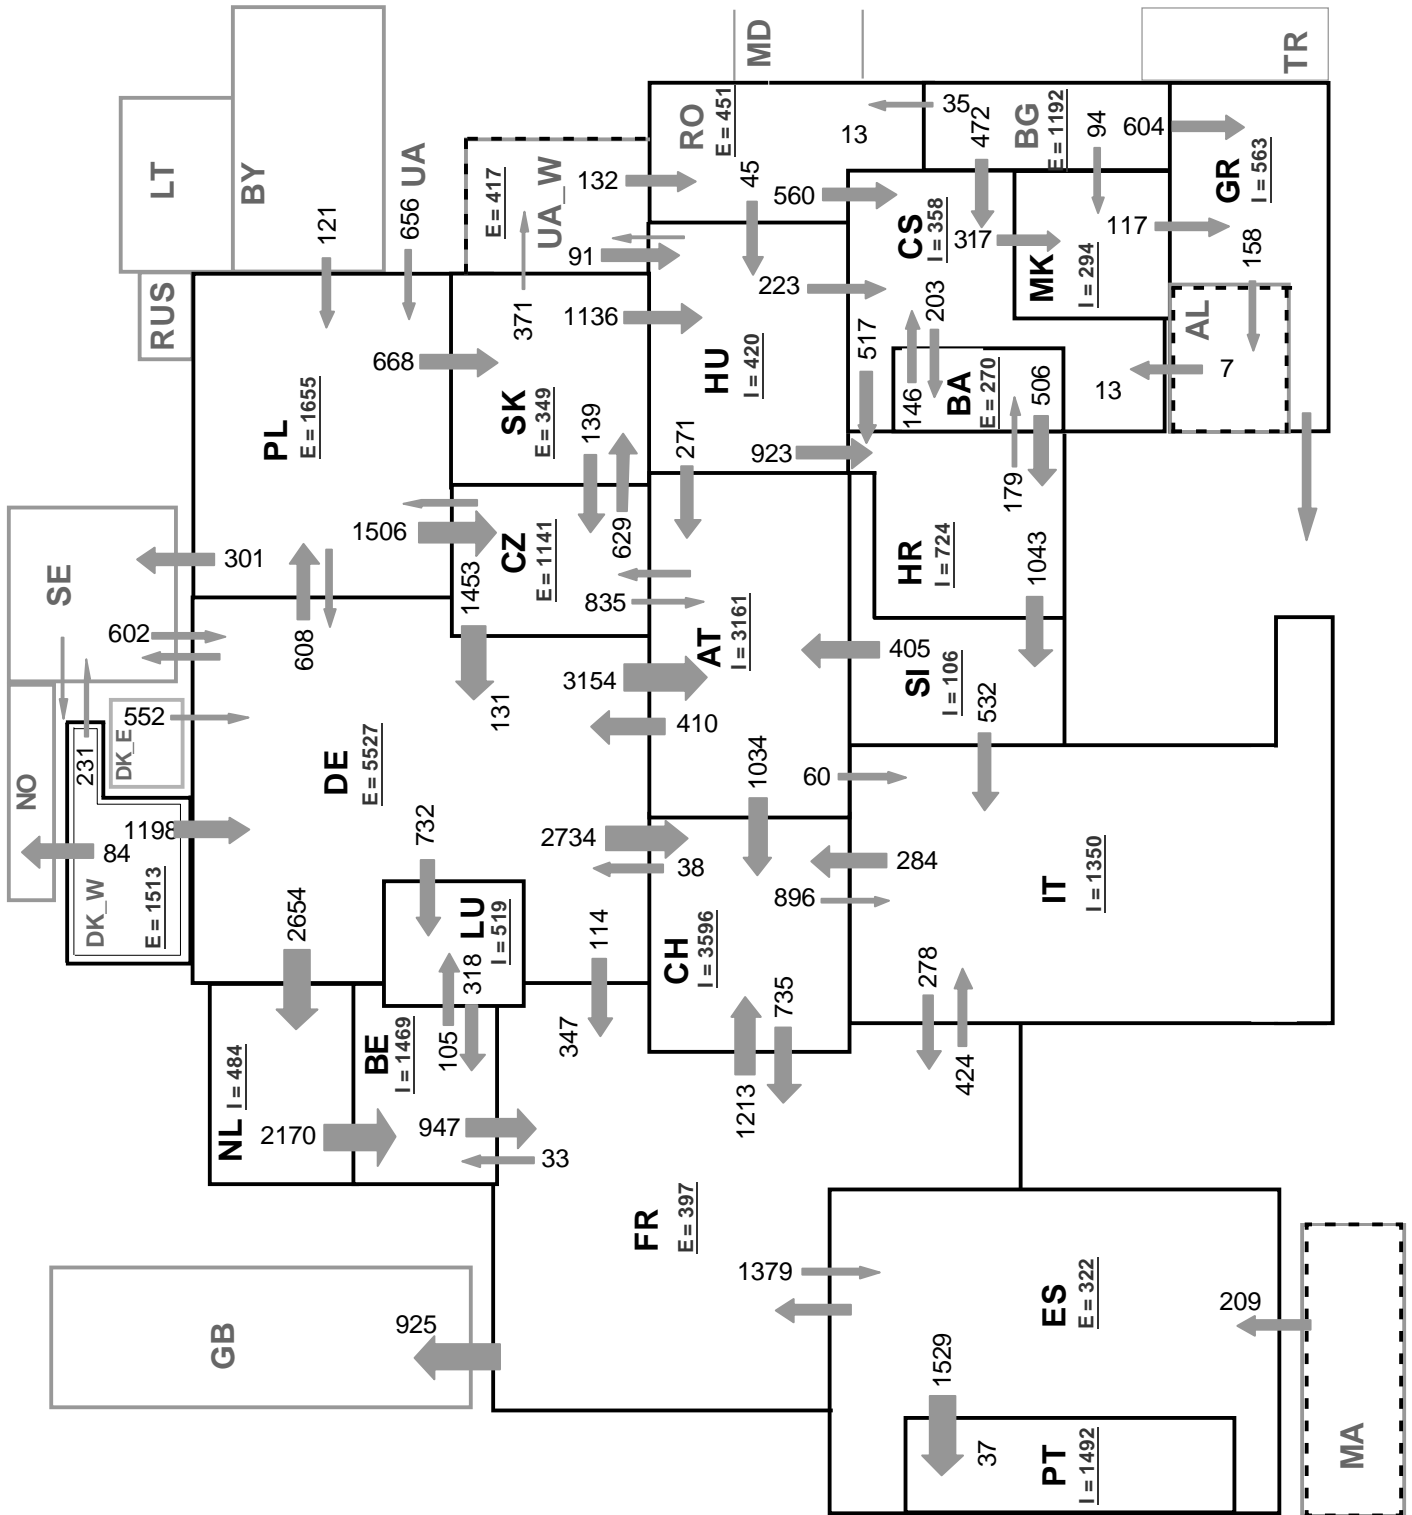 MD
TR
LT
BY
RUS
121
656 UA
E = 417
UA_W
132
91
371
RO
E = 451
13
35
472
BG
E = 1192
94
604
GR
I = 563
45
560
CS
I = 358
317
MK
I = 294
117
158
223
517
203
146
BA
E = 270
506
179
13
AL
7
PL
E = 1655
668
SK
E = 349
1136
139
629
HU
I = 420
271
923
SE
301
602
608
1506
CZ
E = 1141
1453
131
835
AT
I = 3161
HR
I = 724
1043
405
SI
I = 106
532
3154
410
1034
60
NO
231
DK_E
552
DE
E = 5527
1198
84
DK_W
E = 1513
732
2734
38
284
896
IT
I = 1350
2654
LU
I = 519
318
105
114
347
CH
I = 3596
735
1213
278
424
NL
I = 484
BE
I = 1469
2170
947
33
FR
E = 397
GB
925
1379
ES
E = 322
209
MA
1529
37
PT
I = 1492